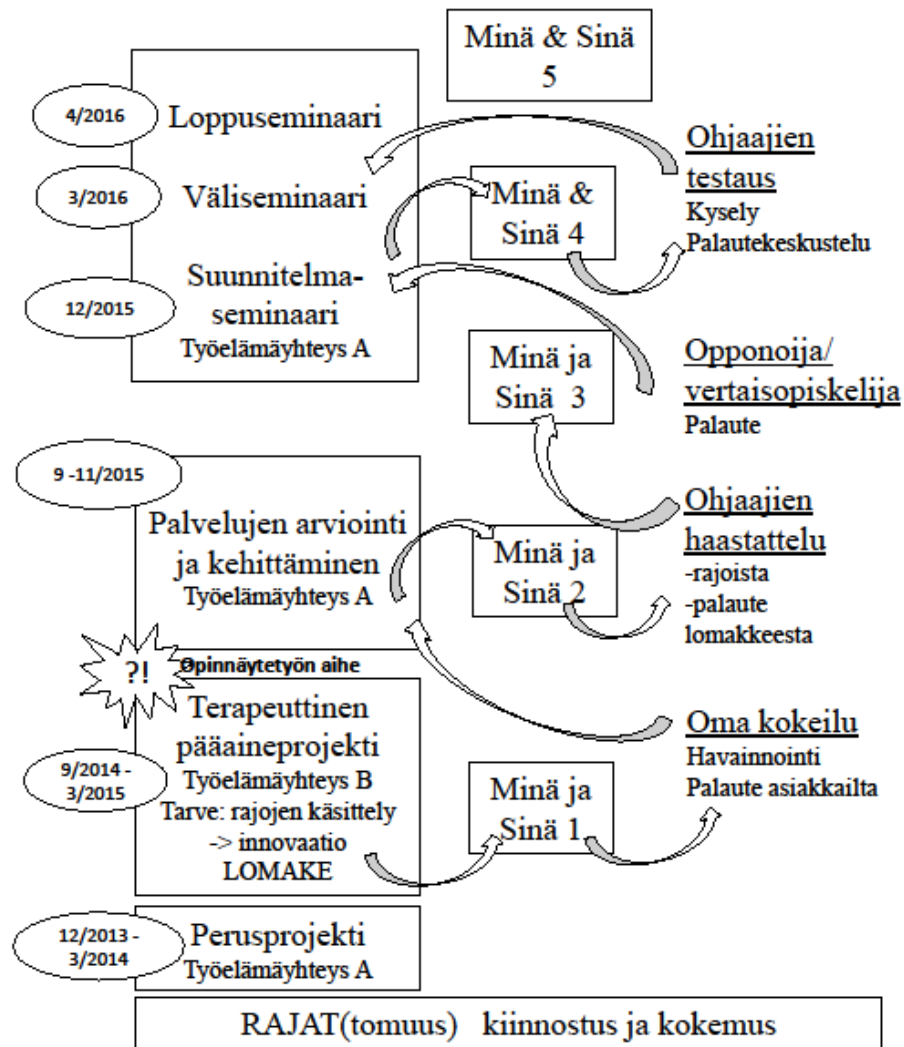 Minä & Sinä
5
4/2016
Loppuseminaari
3/2016
Väliseminaari
12/2015
Suunnitelma-
seminaari
Työelämäyhteys A
Minä &
Sinä 4
Ohjaajien
testaus
Kysely
Palautekeskustelu
Minä ja
Sinä 3
Opponoija/
vertaisopiskelija
Palaute
9 -11/2015
Palvelujen arviointi
ja kehittäminen
Työelämäyhteys A
Minä ja
Sinä 2
Ohjaajien
haastattelu
-rajoista
-palaute
lomakkeesta
?!
Opinnäytetyön aihe
9/2014 -
3/2015
Terapeuttinen
pääaineprojekti
Työelämäyhteys B
Tarve: rajojen käsittely
-> innovaatio
LOMAKE
Minä ja
Sinä 1
Oma kokeilu
Havainnointi
Palaute asiakkailta
12/2013 -
3/2014
Perusprojekti
Työelämäyhteys A
RAJAT(tomuus) kiinnostus ja kokemus